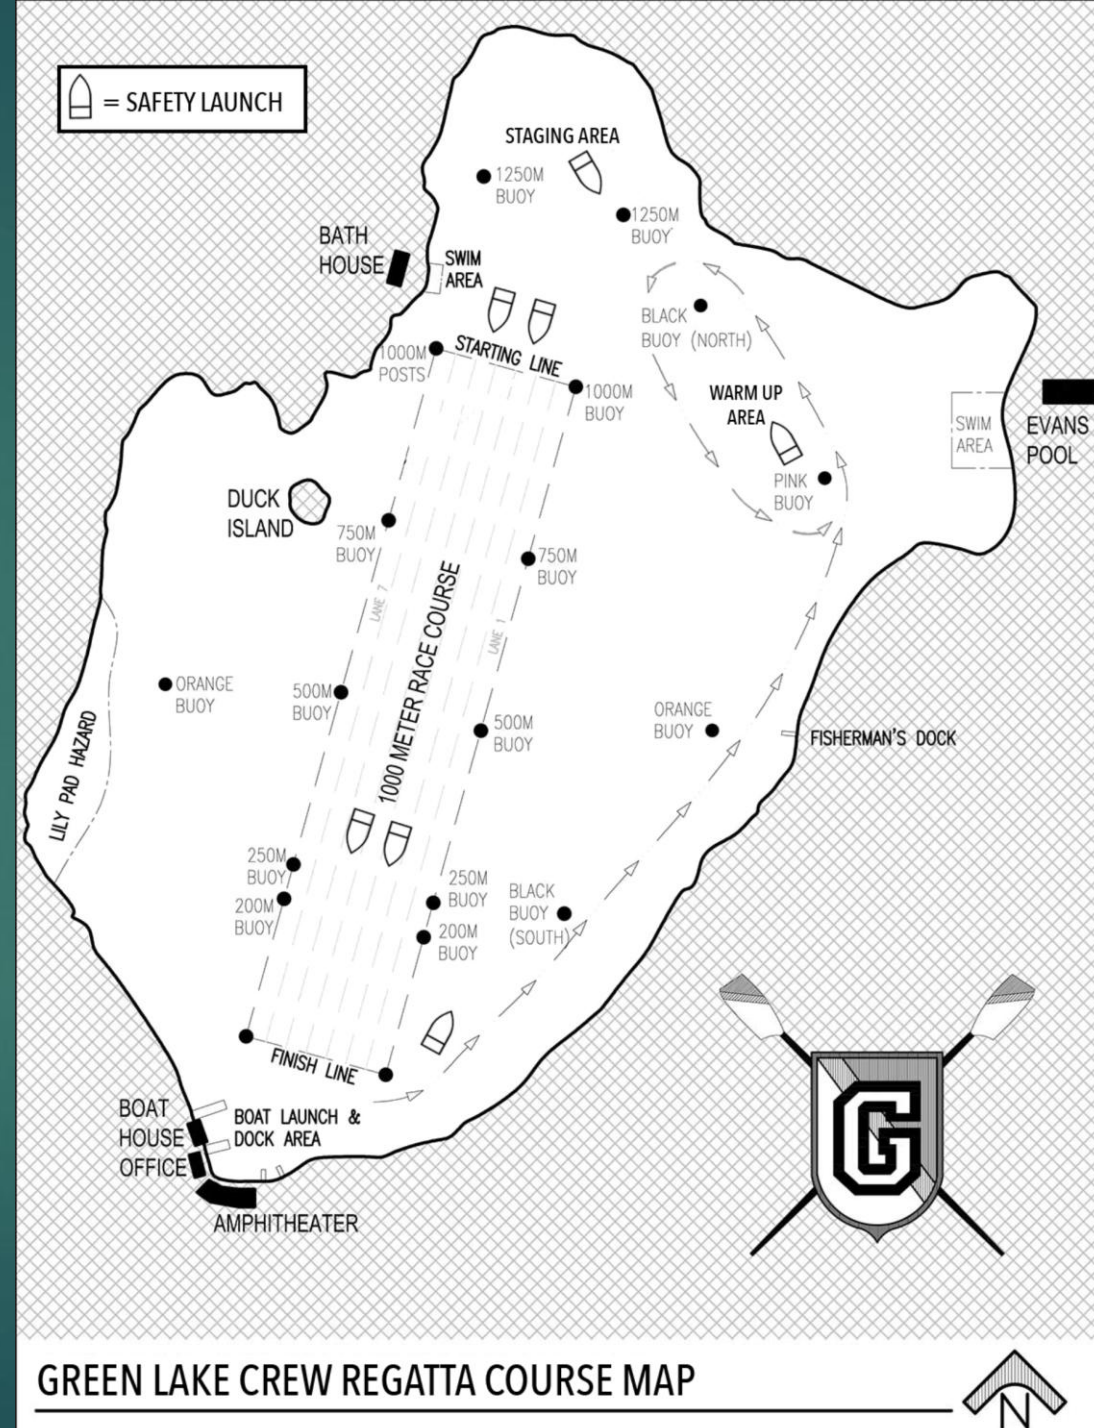 = SAFETY LAUNCH
STAGING AREA
1250M
BUOY
1250M
BUOY
BATH
HOUSE
SWIM
AREA
BLACK
BUOY (NORTH)
1000M
POSTS
STARTING LINE
1000M
BUOY
WARM UP
AREA
SWIM
AREA
EVANS
POOL
PINK
BUOY
DUCK
ISLAND
750M
BUOY
750M
BUOY
LANE 7
LANE 1
1000 METER RACE COURSE
ORANGE
BUOY
500M
BUOY
500M
BUOY
ORANGE
BUOY
FISHERMAN'S DOCK
LILY PAD HAZARD
250M
BUOY
200M
BUOY
250M
BUOY
200M
BUOY
BLACK
BUOY
(SOUTH)
FINISH LINE
BOAT
HOUSE
OFFICE
BOAT LAUNCH &
DOCK AREA
AMPHITHEATER
G
GREEN LAKE CREW REGATTA COURSE MAP
N